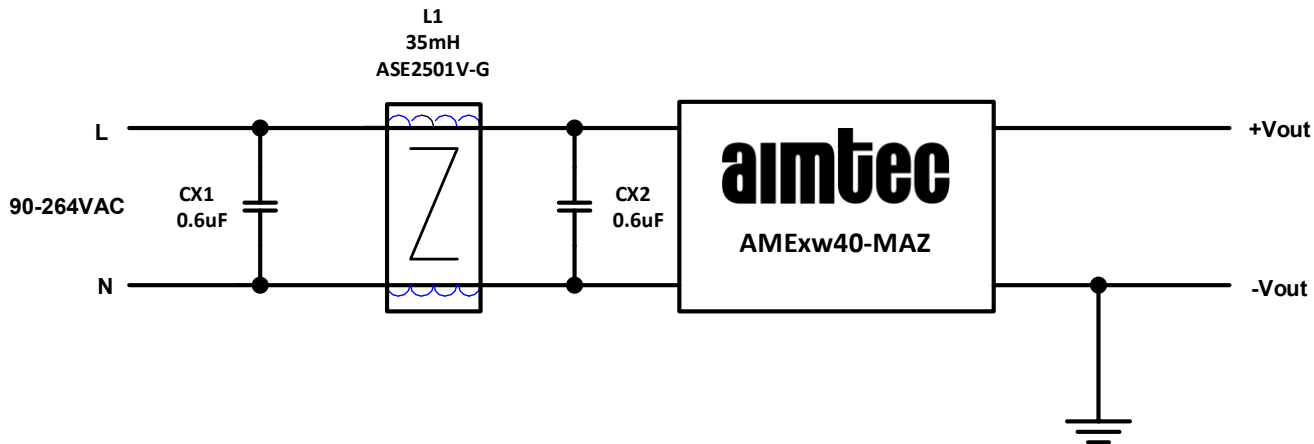 L1
35mH
ASE2501V-G
L
+Vout
aimtec
CX1
0.6uF
CX2
0.6uF
90-264VAC
AMExw40-MAZ
N
-Vout